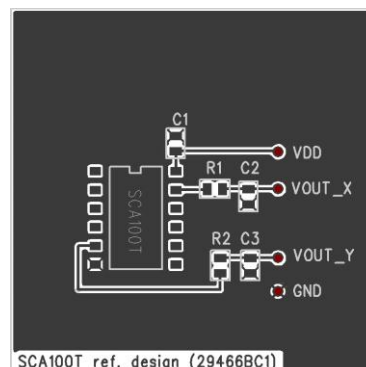 C1
VDD
R1 C2
VOUT_X
SCA100T
R2 C3
VOUT_Y
GND
SCA100T ref. design (29466BC1)